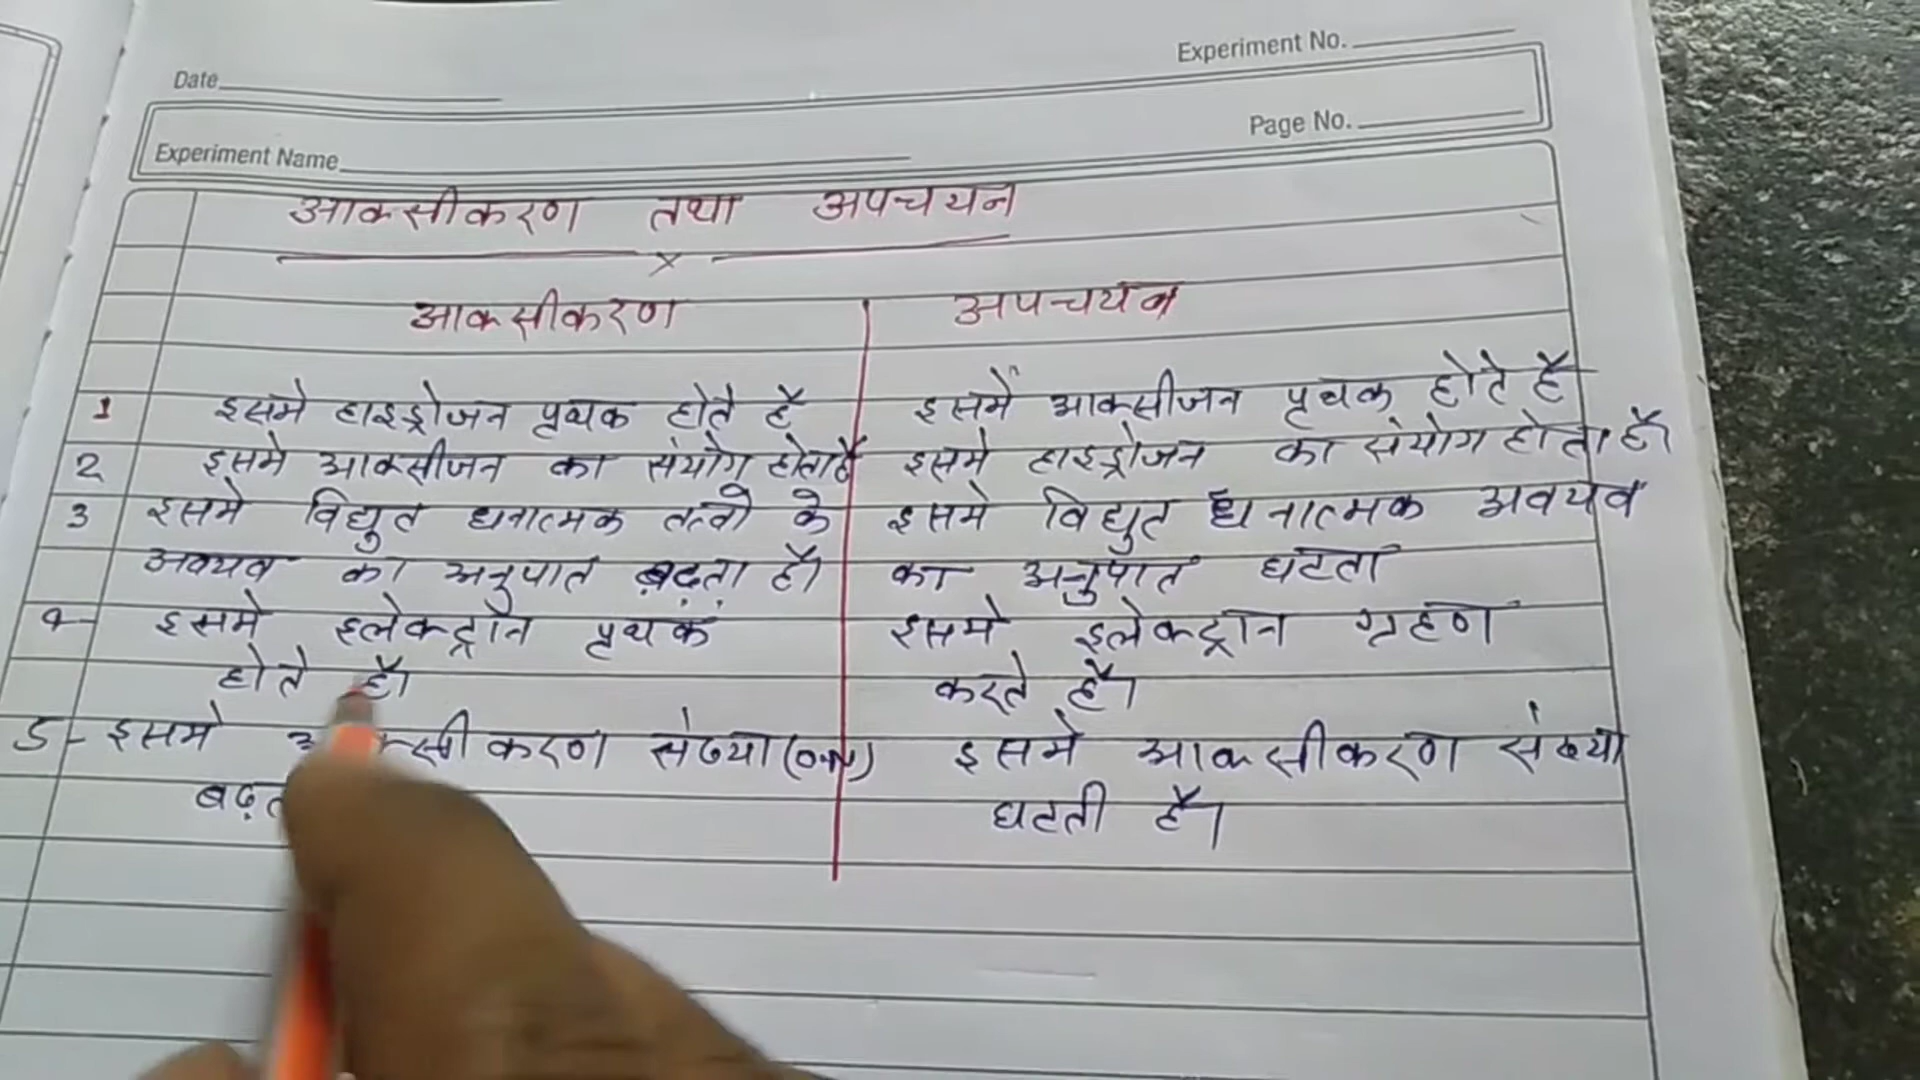 Experiment No.
Date
Page No.
Experiment Name
आक्सीकरण तथा अपचयन
आक्सीकरण
अपचयन
1 इसमे हाइड्रोजन पृथक होते है
इसमें आक्सीजन पृथक होते है
2 इसमे आक्सीजन का संयोग होता है
इसमे हाइड्रोजन का संयोग होता है।
3 इसमे विद्युत धनात्मक तत्वो के
इसमे विद्युत धनात्मक अवयव
अवयव का अनुपात बढ़ता है।
का अनुपात घटता
4- इसमे इलेक्ट्रान पृथक
इसमे इलेक्ट्रान ग्रहण
होते है।
करते है।
5- इसमे संख्या (O.N)
इसमे आक्सीकरण संख्या
घटती है।